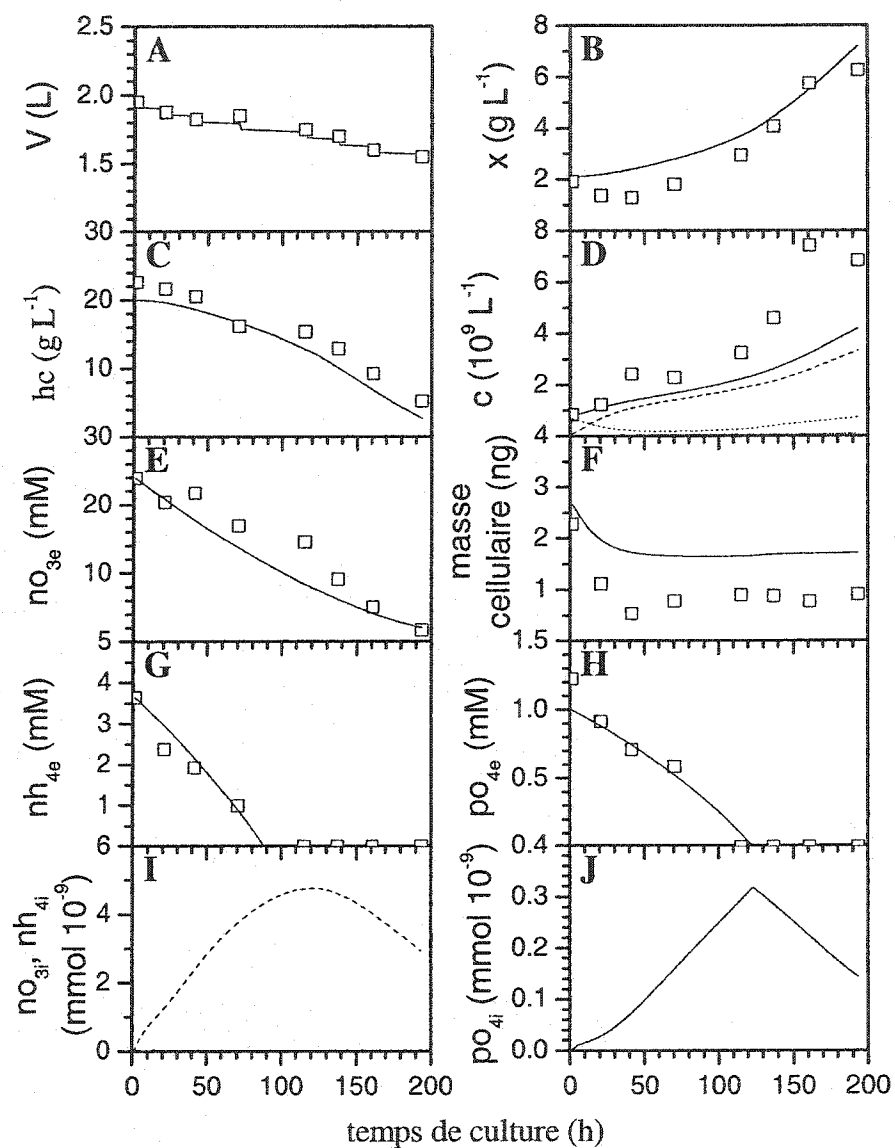 A
V (L)
2.5
2.0
1.5
30
B
x (g L⁻¹)
8
6
4
2
8
C
hc (g L⁻¹)
20
10
30
D
c (10⁹ L⁻¹)
6
4
2
4
E
no₃ₑ (mM)
20
10
5
F
masse
cellulaire (ng)
3
2
1
1.5
G
nh₄ₑ (mM)
4
3
2
1
6
H
po₄ₑ (mM)
1.0
0.5
0.4
I
no₃ᵢ, nh₄ᵢ
(mmol 10⁻⁹)
4
2
0
0 50 100 150 200
J
po₄ᵢ (mmol 10⁻⁹)
0.3
0.2
0.1
0.0
0 50 100 150 200
temps de culture (h)